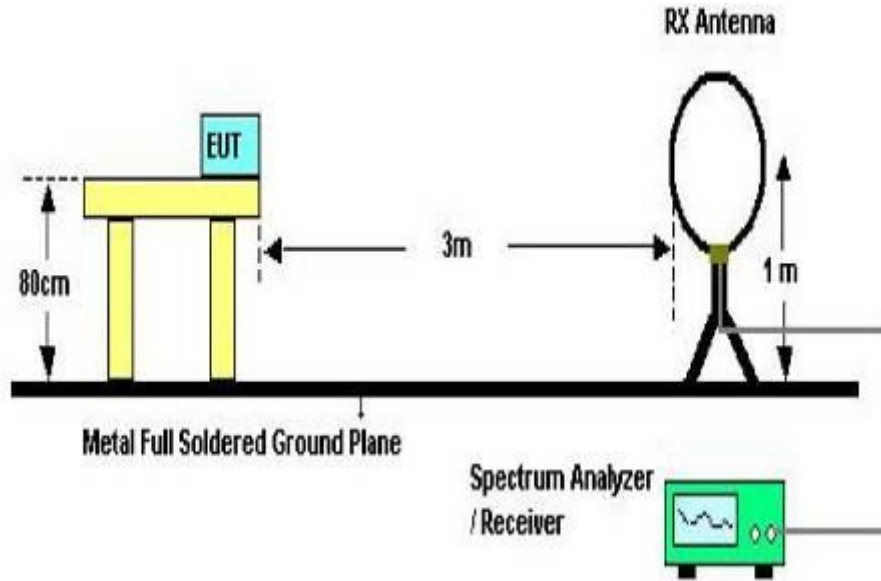 RX Antenna
EUT
3m
80cm
1 m
Metal Full Soldered Ground Plane
Spectrum Analyzer
/ Receiver